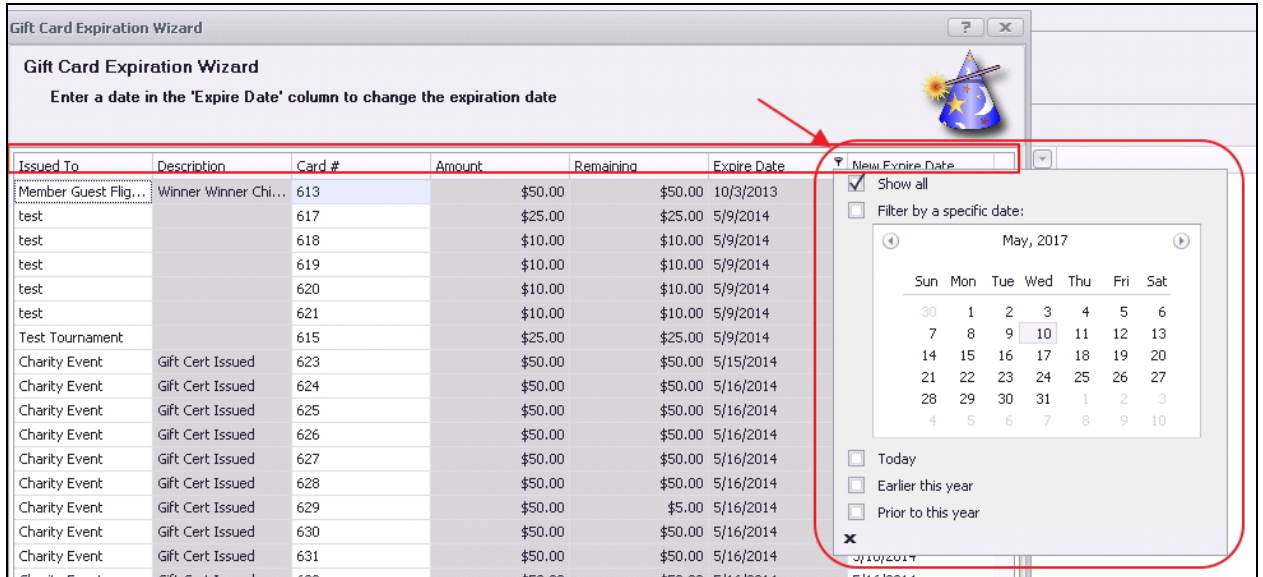 Gift Card Expiration Wizard
Gift Card Expiration Wizard
Enter a date in the 'Expire Date' column to change the expiration date
Issued To Description Card # Amount Remaining Expire Date New Expire Date
Member Guest Flig... Winner Winner Chi... 613 $50.00 $50.00 10/3/2013
test 617 $25.00 $25.00 5/9/2014
test 618 $10.00 $10.00 5/9/2014
test 619 $10.00 $10.00 5/9/2014
test 620 $10.00 $10.00 5/9/2014
test 621 $10.00 $10.00 5/9/2014
Test Tournament 615 $25.00 $25.00 5/9/2014
Charity Event Gift Cert Issued 623 $50.00 $50.00 5/15/2014
Charity Event Gift Cert Issued 624 $50.00 $50.00 5/16/2014
Charity Event Gift Cert Issued 625 $50.00 $50.00 5/16/2014
Charity Event Gift Cert Issued 626 $50.00 $50.00 5/16/2014
Charity Event Gift Cert Issued 627 $50.00 $50.00 5/16/2014
Charity Event Gift Cert Issued 628 $50.00 $50.00 5/16/2014
Charity Event Gift Cert Issued 629 $50.00 $5.00 5/16/2014
Charity Event Gift Cert Issued 630 $50.00 $50.00 5/16/2014
Charity Event Gift Cert Issued 631 $50.00 $50.00 5/16/2014 5/16/2014
Show all
Filter by a specific date:
May, 2017
Sun Mon Tue Wed Thu Fri Sat
30 1 2 3 4 5 6
7 8 9 10 11 12 13
14 15 16 17 18 19 20
21 22 23 24 25 26 27
28 29 30 31 1 2 3
4 5 6 7 8 9 10
Today
Earlier this year
Prior to this year